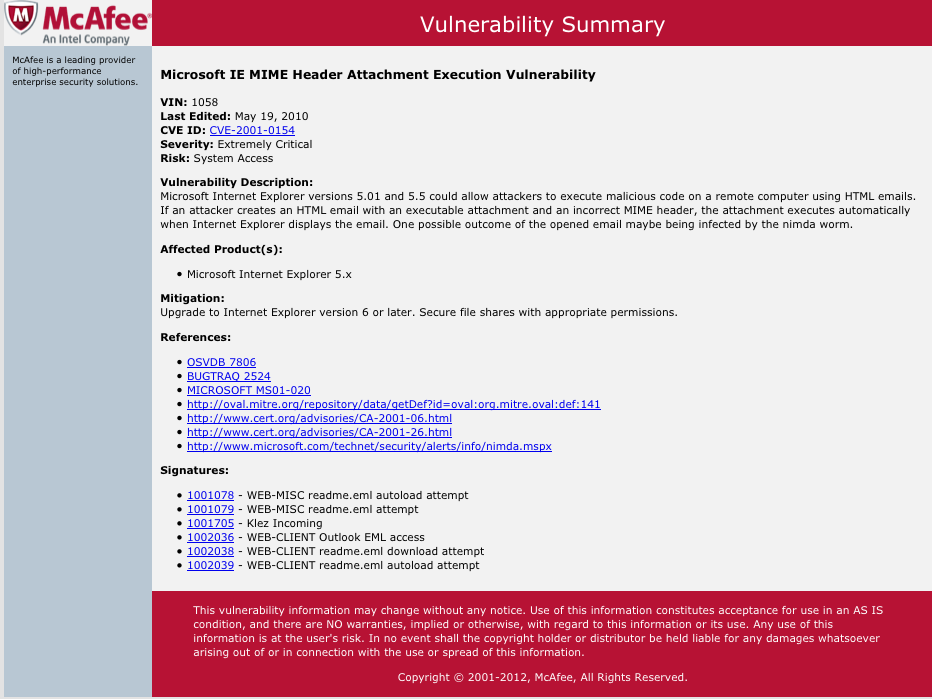 McAfee
An Intel Company
Vulnerability Summary
McAfee is a leading provider
of high-performance
enterprise security solutions.
Microsoft IE MIME Header Attachment Execution Vulnerability
VIN: 1058
Last Edited: May 19, 2010
CVE ID: CVE-2001-0154
Severity: Extremely Critical
Risk: System Access
Vulnerability Description:
Microsoft Internet Explorer versions 5.01 and 5.5 could allow attackers to execute malicious code on a remote computer using HTML emails.
If an attacker creates an HTML email with an executable attachment and an incorrect MIME header, the attachment executes automatically
when Internet Explorer displays the email. One possible outcome of the opened email maybe being infected by the nimda worm.
Affected Product(s):
• Microsoft Internet Explorer 5.x
Mitigation:
Upgrade to Internet Explorer version 6 or later. Secure file shares with appropriate permissions.
References:
• OSVDB 7806
• BUGTRAQ 2524
• MICROSOFT MS01-020
• http://oval.mitre.org/repository/data/getDef?id=oval:org.mitre.oval:def:141
• http://www.cert.org/advisories/CA-2001-06.html
• http://www.cert.org/advisories/CA-2001-26.html
• http://www.microsoft.com/technet/security/alerts/info/nimda.mspx
Signatures:
• 1001078 - WEB-MISC readme.eml autoload attempt
• 1001079 - WEB-MISC readme.eml attempt
• 1001705 - Klez Incoming
• 1002036 - WEB-CLIENT Outlook EML access
• 1002038 - WEB-CLIENT readme.eml download attempt
• 1002039 - WEB-CLIENT readme.eml autoload attempt
This vulnerability information may change without any notice. Use of this information constitutes acceptance for use in an AS IS
condition, and there are NO warranties, implied or otherwise, with regard to this information or its use. Any use of this
information is at the user's risk. In no event shall the copyright holder or distributor be held liable for any damages whatsoever
arising out of or in connection with the use or spread of this information.
Copyright © 2001-2012, McAfee, All Rights Reserved.